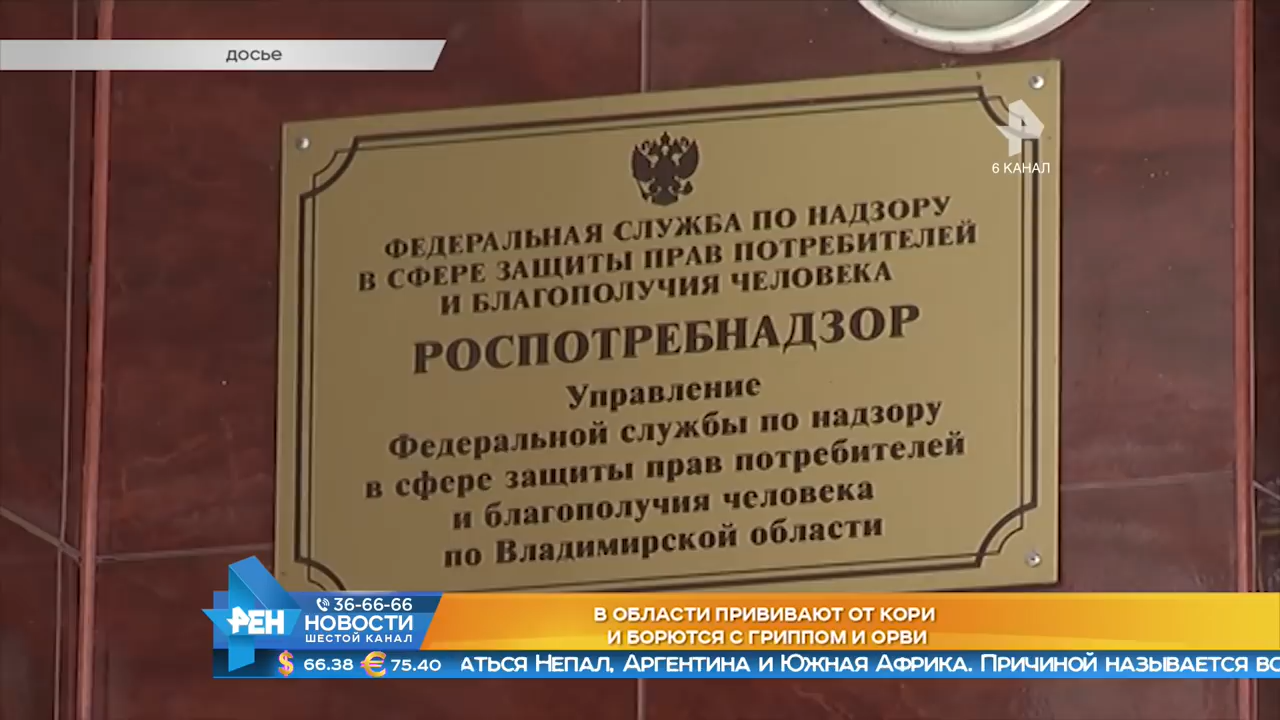 досье
6 КАНАЛ
ФЕДЕРАЛЬНАЯ СЛУЖБА ПО НАДЗОРУ
В СФЕРЕ ЗАЩИТЫ ПРАВ ПОТРЕБИТЕЛЕЙ
И БЛАГОПОЛУЧИЯ ЧЕЛОВЕКА
РОСПОТРЕБНАДЗОР
Управление
Федеральной службы по надзору
в сфере защиты прав потребителей
и благополучия человека
по Владимирской области
РЕН
36-66-66
НОВОСТИ
ШЕСТОЙ КАНАЛ
В ОБЛАСТИ ПРИВИВАЮТ ОТ КОРИ
И БОРЮТСЯ С ГРИППОМ И ОРВИ
$ 66.38 € 75.40 АТЬСЯ НЕПАЛ, АРГЕНТИНА И ЮЖНАЯ АФРИКА. ПРИЧИНОЙ НАЗЫВАЕТСЯ ВС